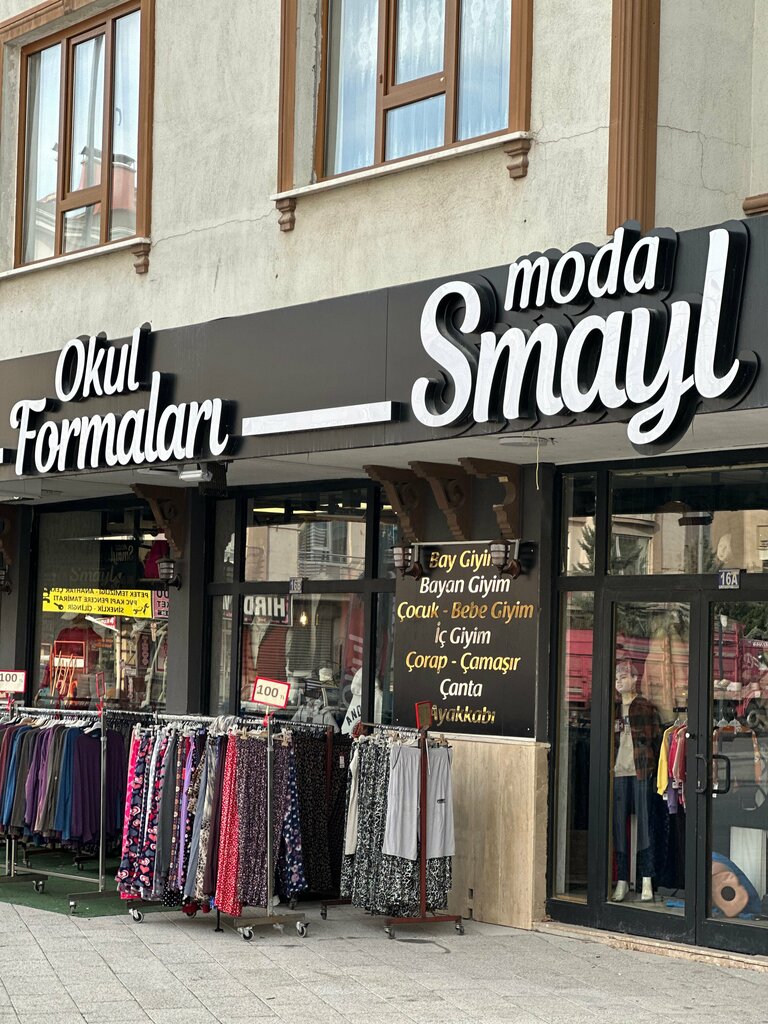 moda
Smayl
Okul
Formaları
Bay Giyim
Bayan Giyim
Çocuk - Bebe Giyim
İç Giyim
Çorap - Çamaşır
Çanta
Ayakkabı
16A
100 TL
100